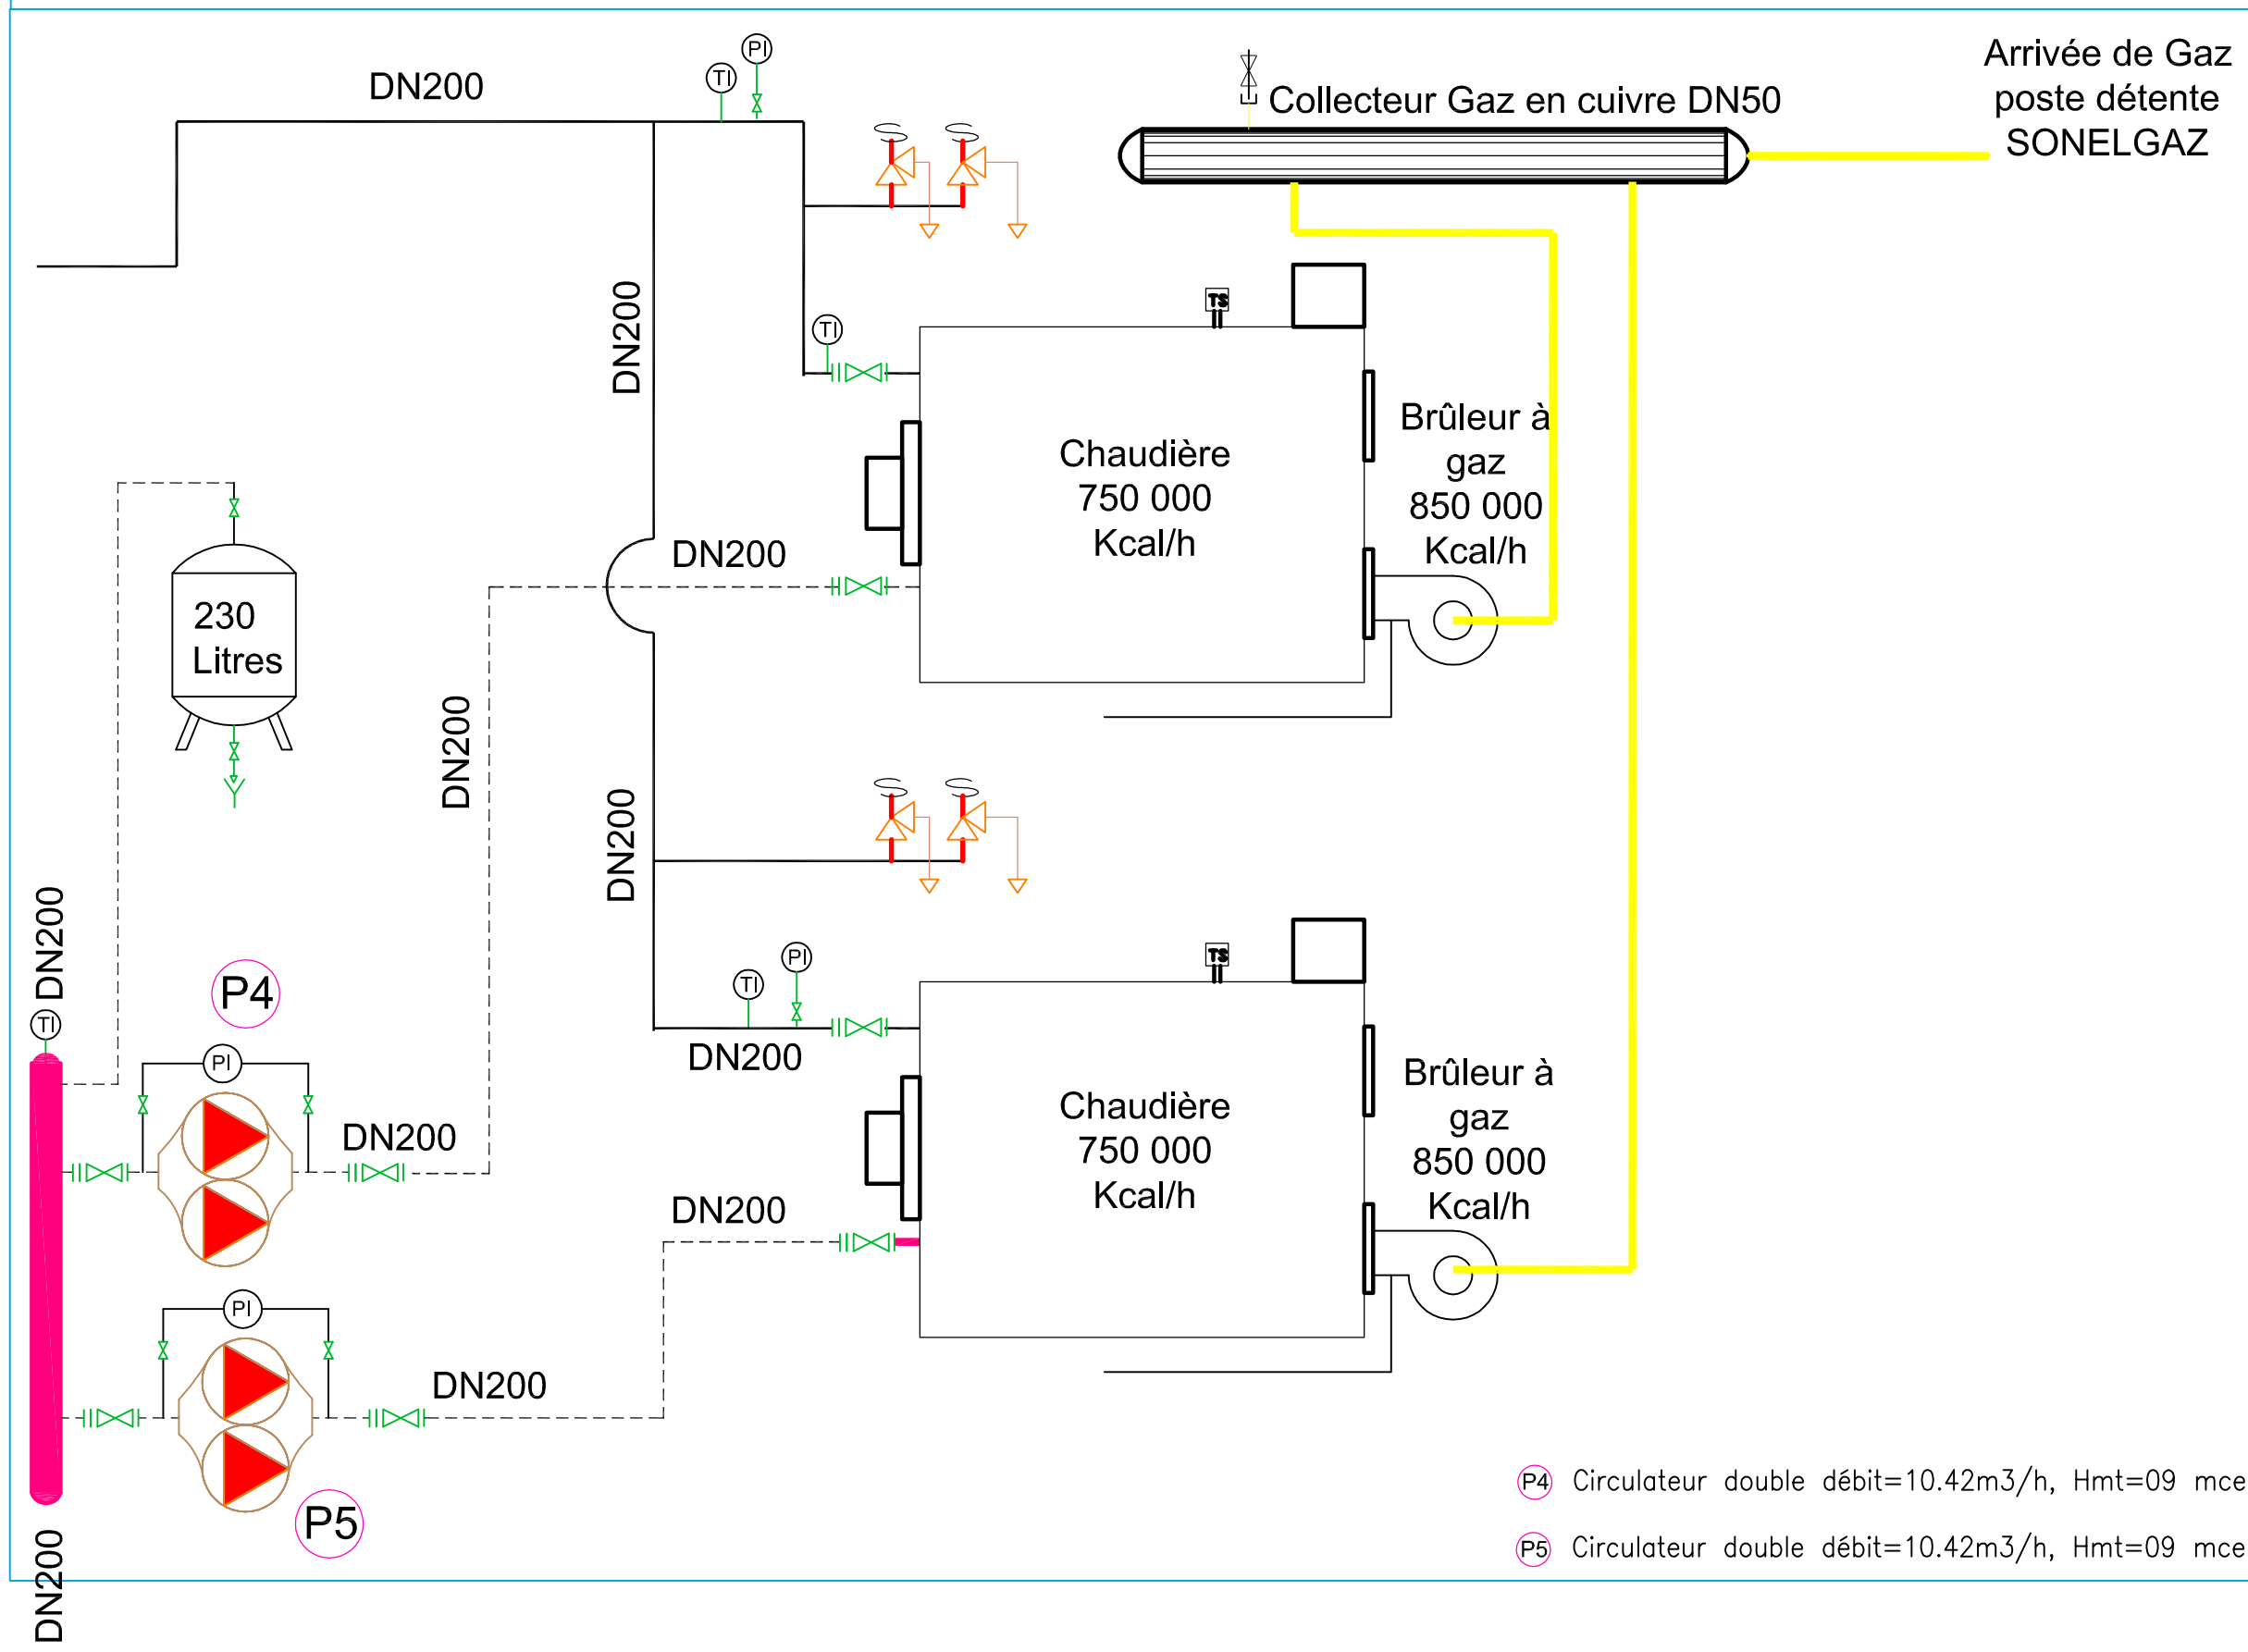 PI
TI
DN200
Collecteur Gaz en cuivre DN50
Arrivée de Gaz
poste détente
SONELGAZ
DN200
TS
TI
Chaudière
750 000
Kcal/h
Brûleur à
gaz
850 000
Kcal/h
DN200
230
Litres
DN200
DN200
DN200
TI
P4
PI
DN200
TS
PI
TI
DN200
Chaudière
750 000
Kcal/h
Brûleur à
gaz
850 000
Kcal/h
DN200
PI
DN200
P5
DN200
P4 Circulateur double débit=10.42m3/h, Hmt=09 mce
P5 Circulateur double débit=10.42m3/h, Hmt=09 mce